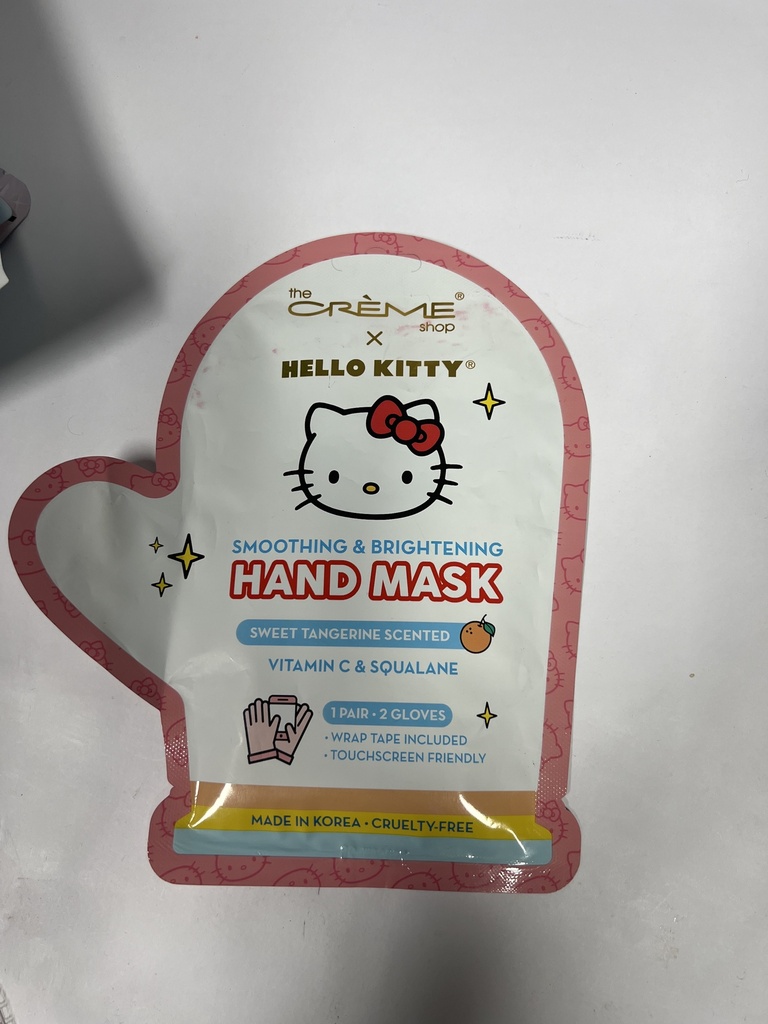 the
CRÈME®
shop
×
HELLO KITTY®
SMOOTHING & BRIGHTENING
HAND MASK
SWEET TANGERINE SCENTED
VITAMIN C & SQUALANE
1 PAIR • 2 GLOVES
• WRAP TAPE INCLUDED
• TOUCHSCREEN FRIENDLY
MADE IN KOREA • CRUELTY-FREE